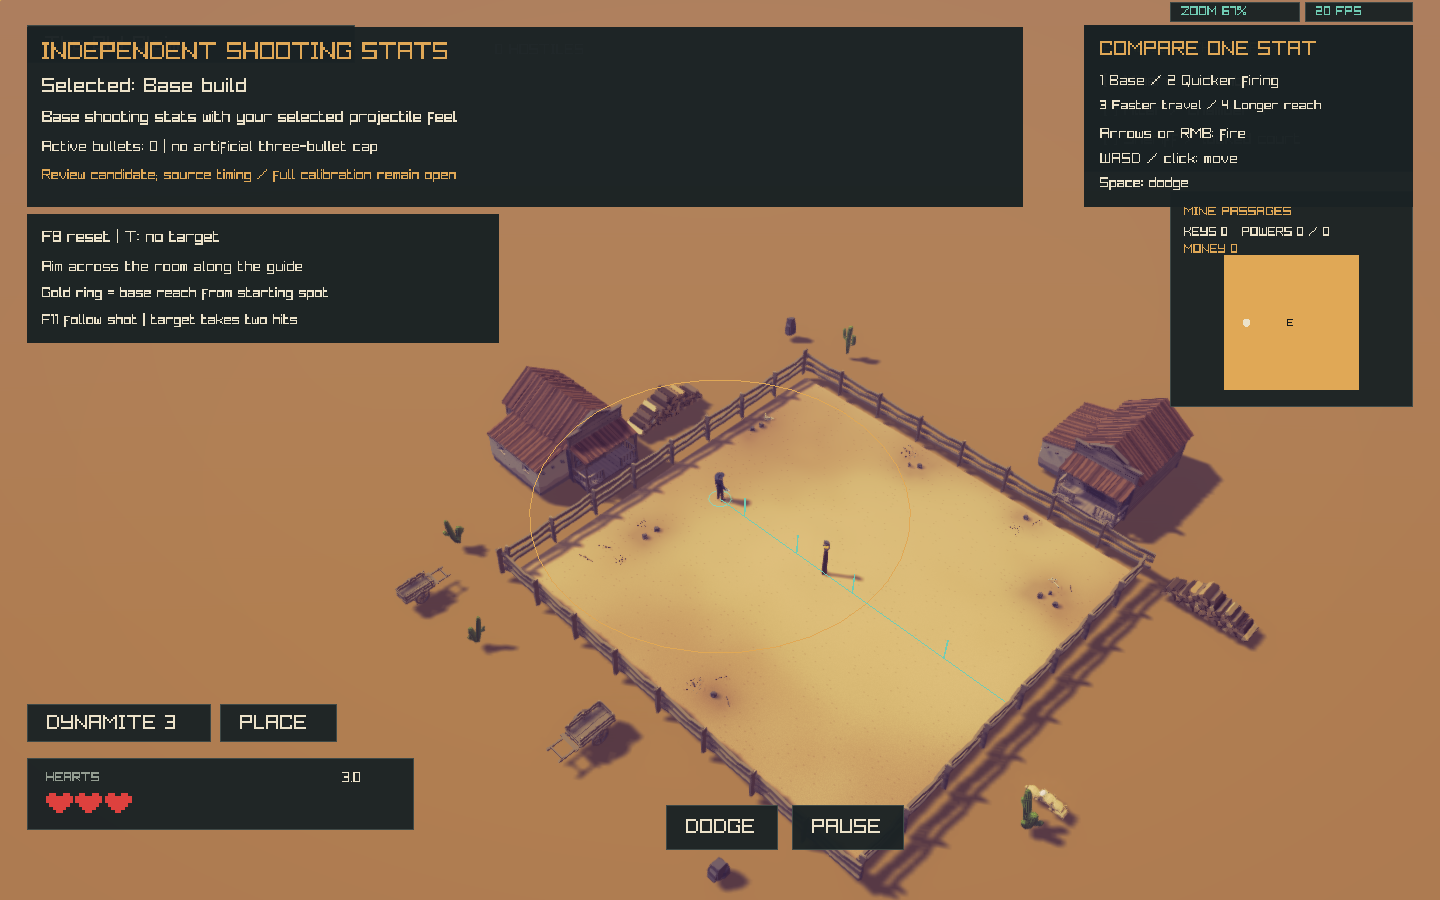 ZOOM 67%
20 FPS
INDEPENDENT SHOOTING STATS
Selected: Base build
Base shooting stats with your selected projectile feel
Active bullets: 0 | no artificial three-bullet cap
Review candidate; source timing / full calibration remain open
COMPARE ONE STAT
1 Base / 2 Quicker firing
3 Faster travel / 4 Longer reach
Arrows or RMB: fire
WASD / click: move
Space: dodge
F8 reset | T: no target
Aim across the room along the guide
Gold ring = base reach from starting spot
F11 follow shot | target takes two hits
MINE PASSAGES
KEYS 0 POWERS 0 / 0
MONEY 0
E
DYNAMITE 3
PLACE
HEARTS 3.0
DODGE
PAUSE